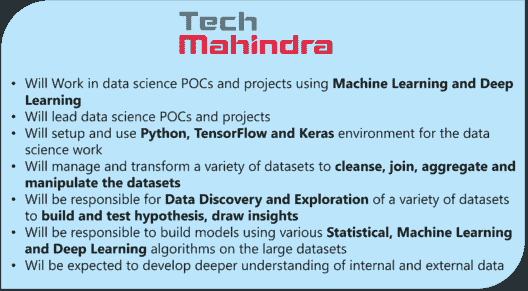 Tech
Mahindra
• Will Work in data science POCs and projects using Machine Learning and Deep
Learning
• Will lead data science POCs and projects
• Will setup and use Python, TensorFlow and Keras environment for the data
science work
• Will manage and transform a variety of datasets to cleanse, join, aggregate and
manipulate the datasets
• Will be responsible for Data Discovery and Exploration of a variety of datasets
to build and test hypothesis, draw insights
• Will be responsible to build models using various Statistical, Machine Learning
and Deep Learning algorithms on the large datasets
• Wil be expected to develop deeper understanding of internal and external data